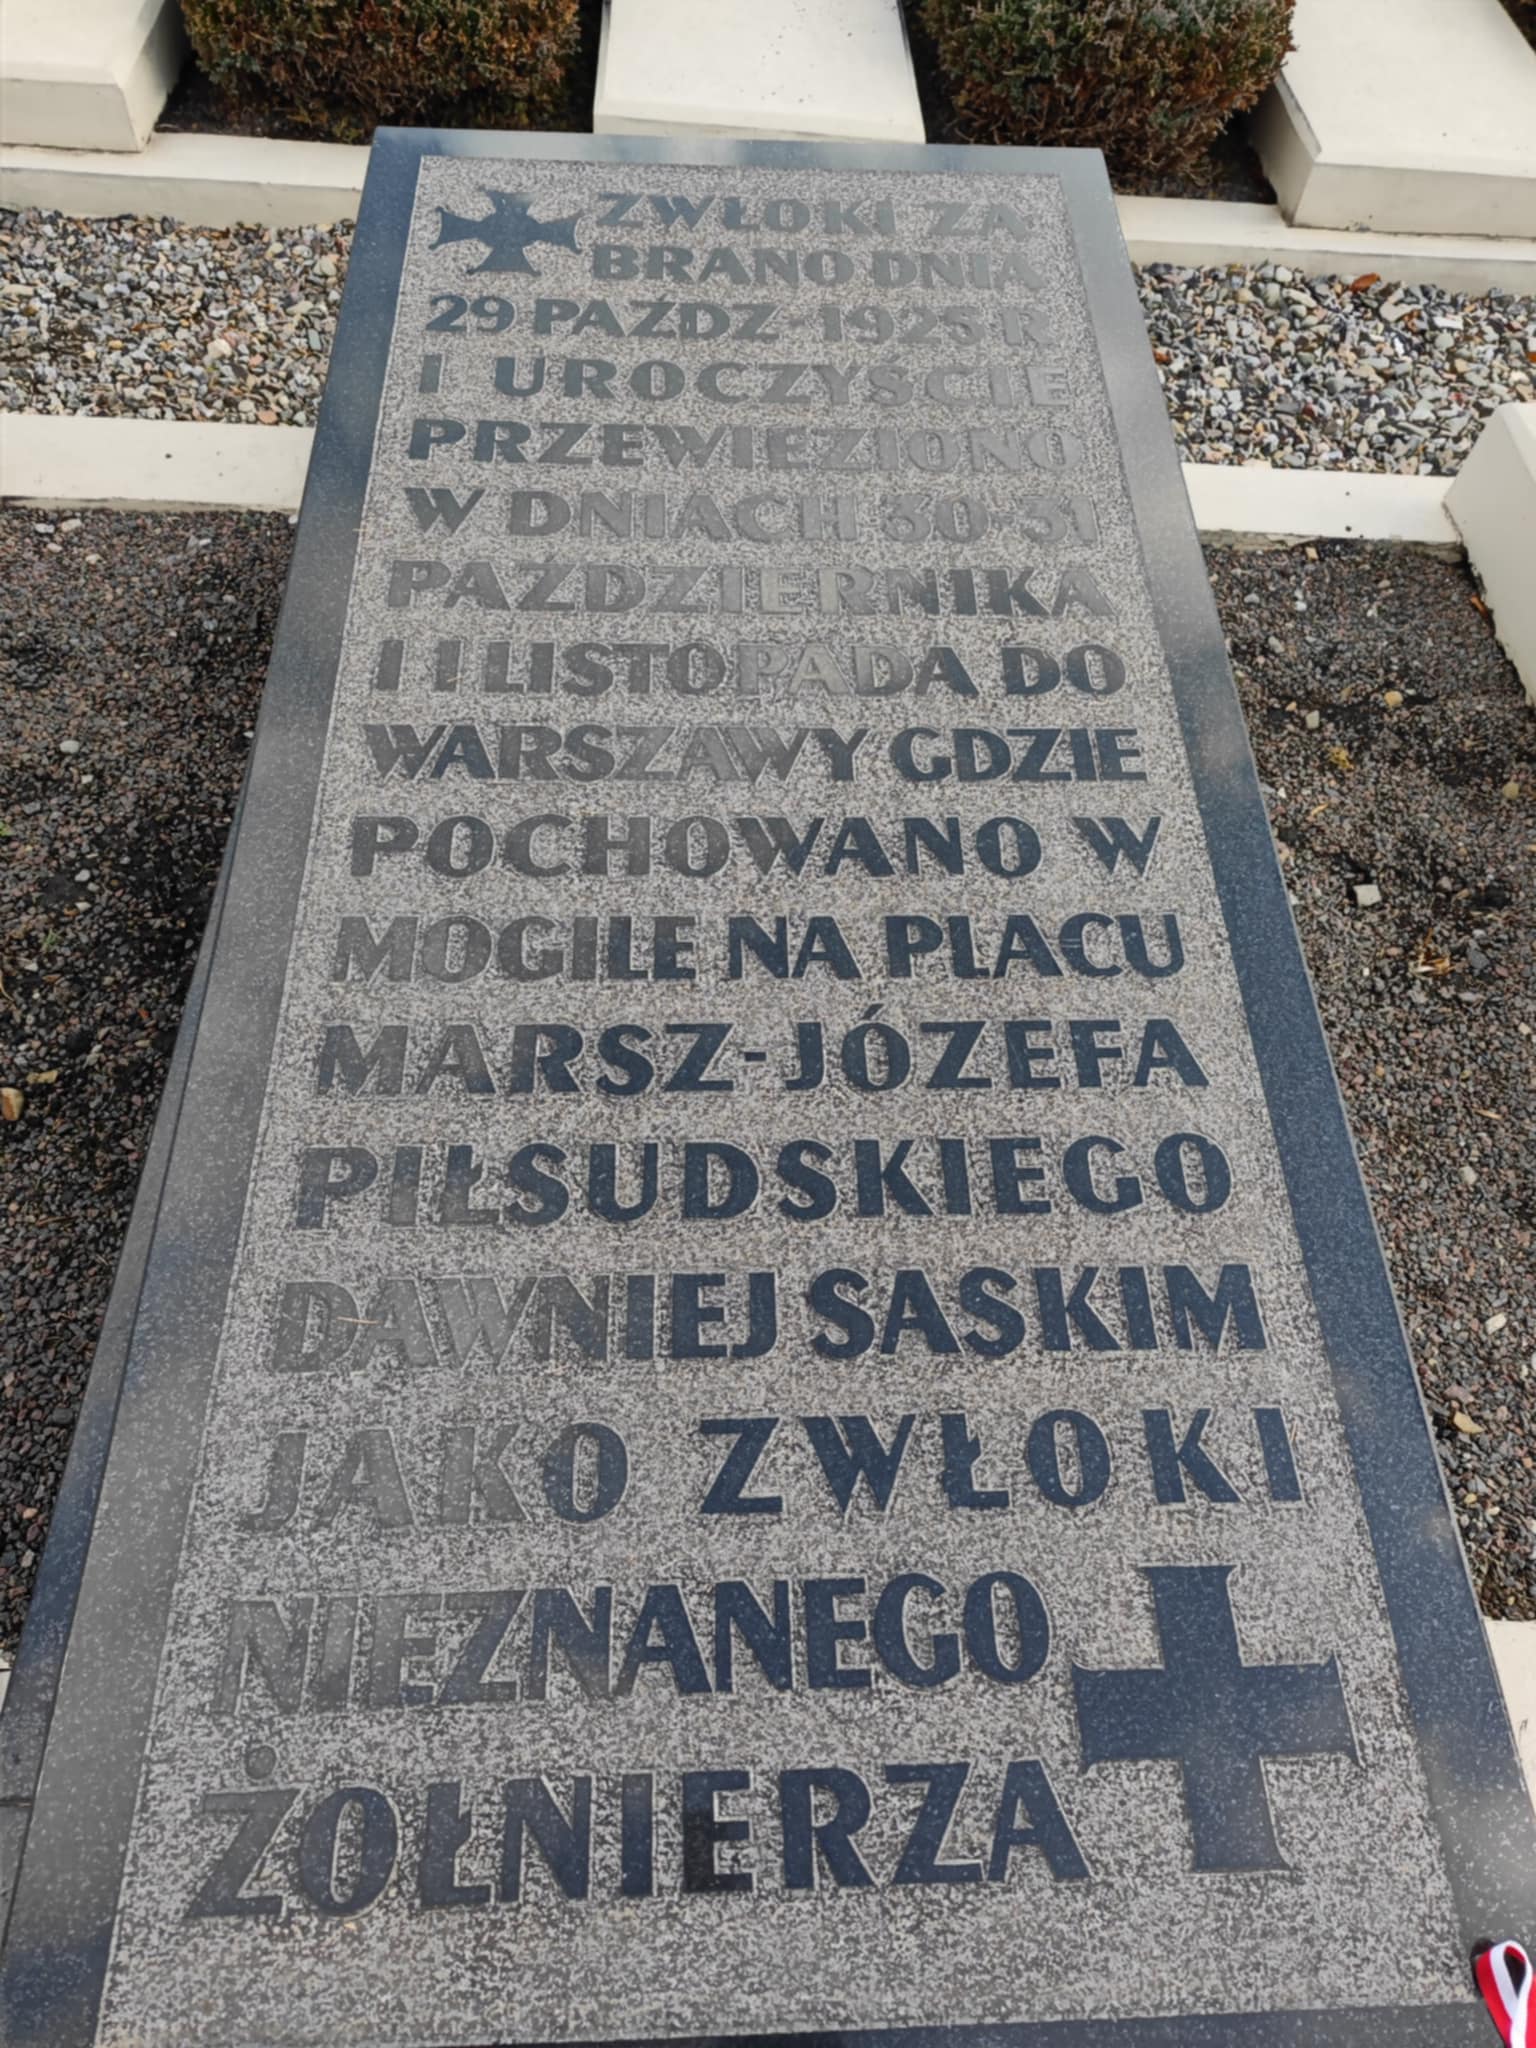 ZWŁOKI ZA
BRANO DNIA
29 PAŹDZ-1925 R
I UROCZYŚCIE
PRZEWIEZIONO
W DNIACH 30-31
PAŹDZIERNIKA
I 1 LISTOPADA DO
WARSZAWY GDZIE
POCHOWANO W
MOGILE NA PLACU
MARSZ-JÓZEFA
PIŁSUDSKIEGO
DAWNIEJ SASKIM
JAKO ZWŁOKI
NIEZNANEGO
ŻOŁNIERZA